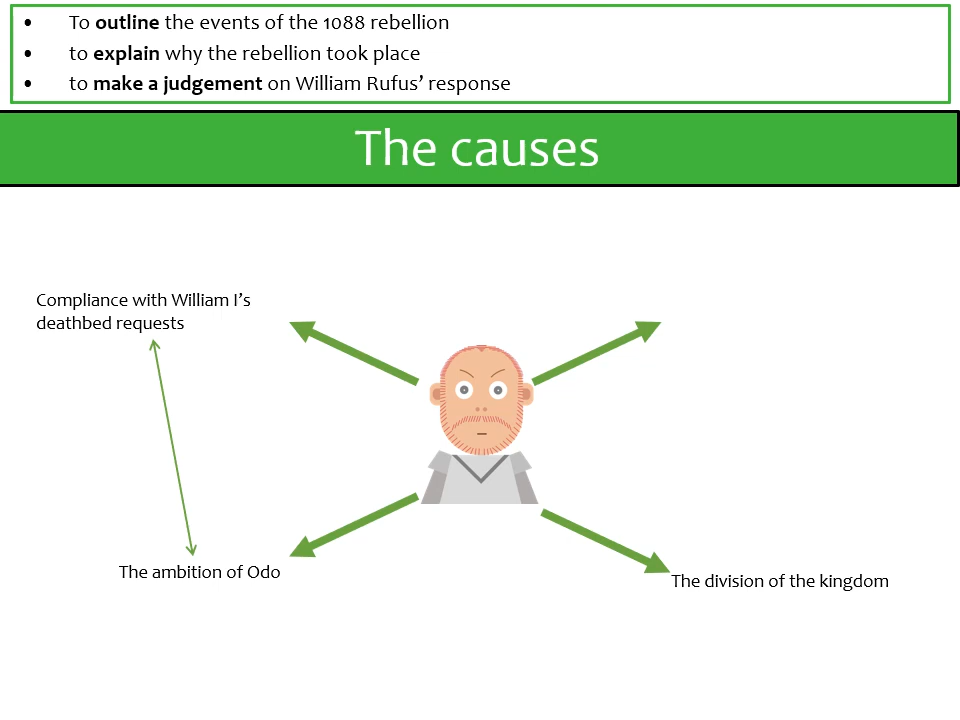 • To outline the events of the 1088 rebellion
• to explain why the rebellion took place
• to make a judgement on William Rufus’ response
The causes
Compliance with William I’s
deathbed requests
The ambition of Odo
The division of the kingdom